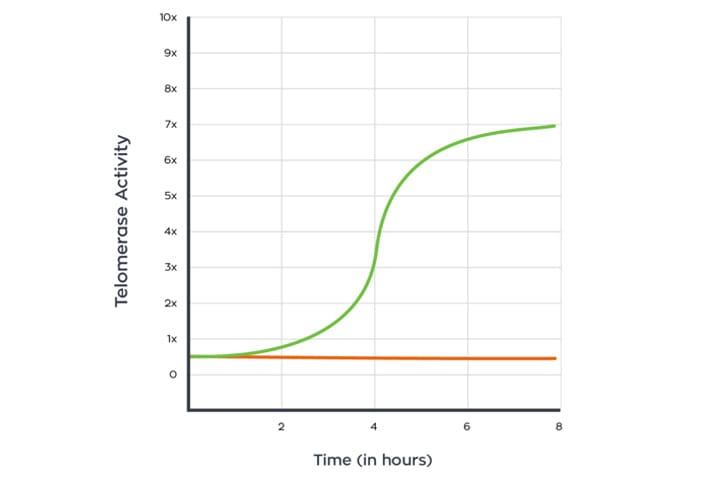 10x
9x
8x
7x
6x
5x
4x
3x
2x
1x
0
Telomerase Activity
2 4 6 8
Time (in hours)